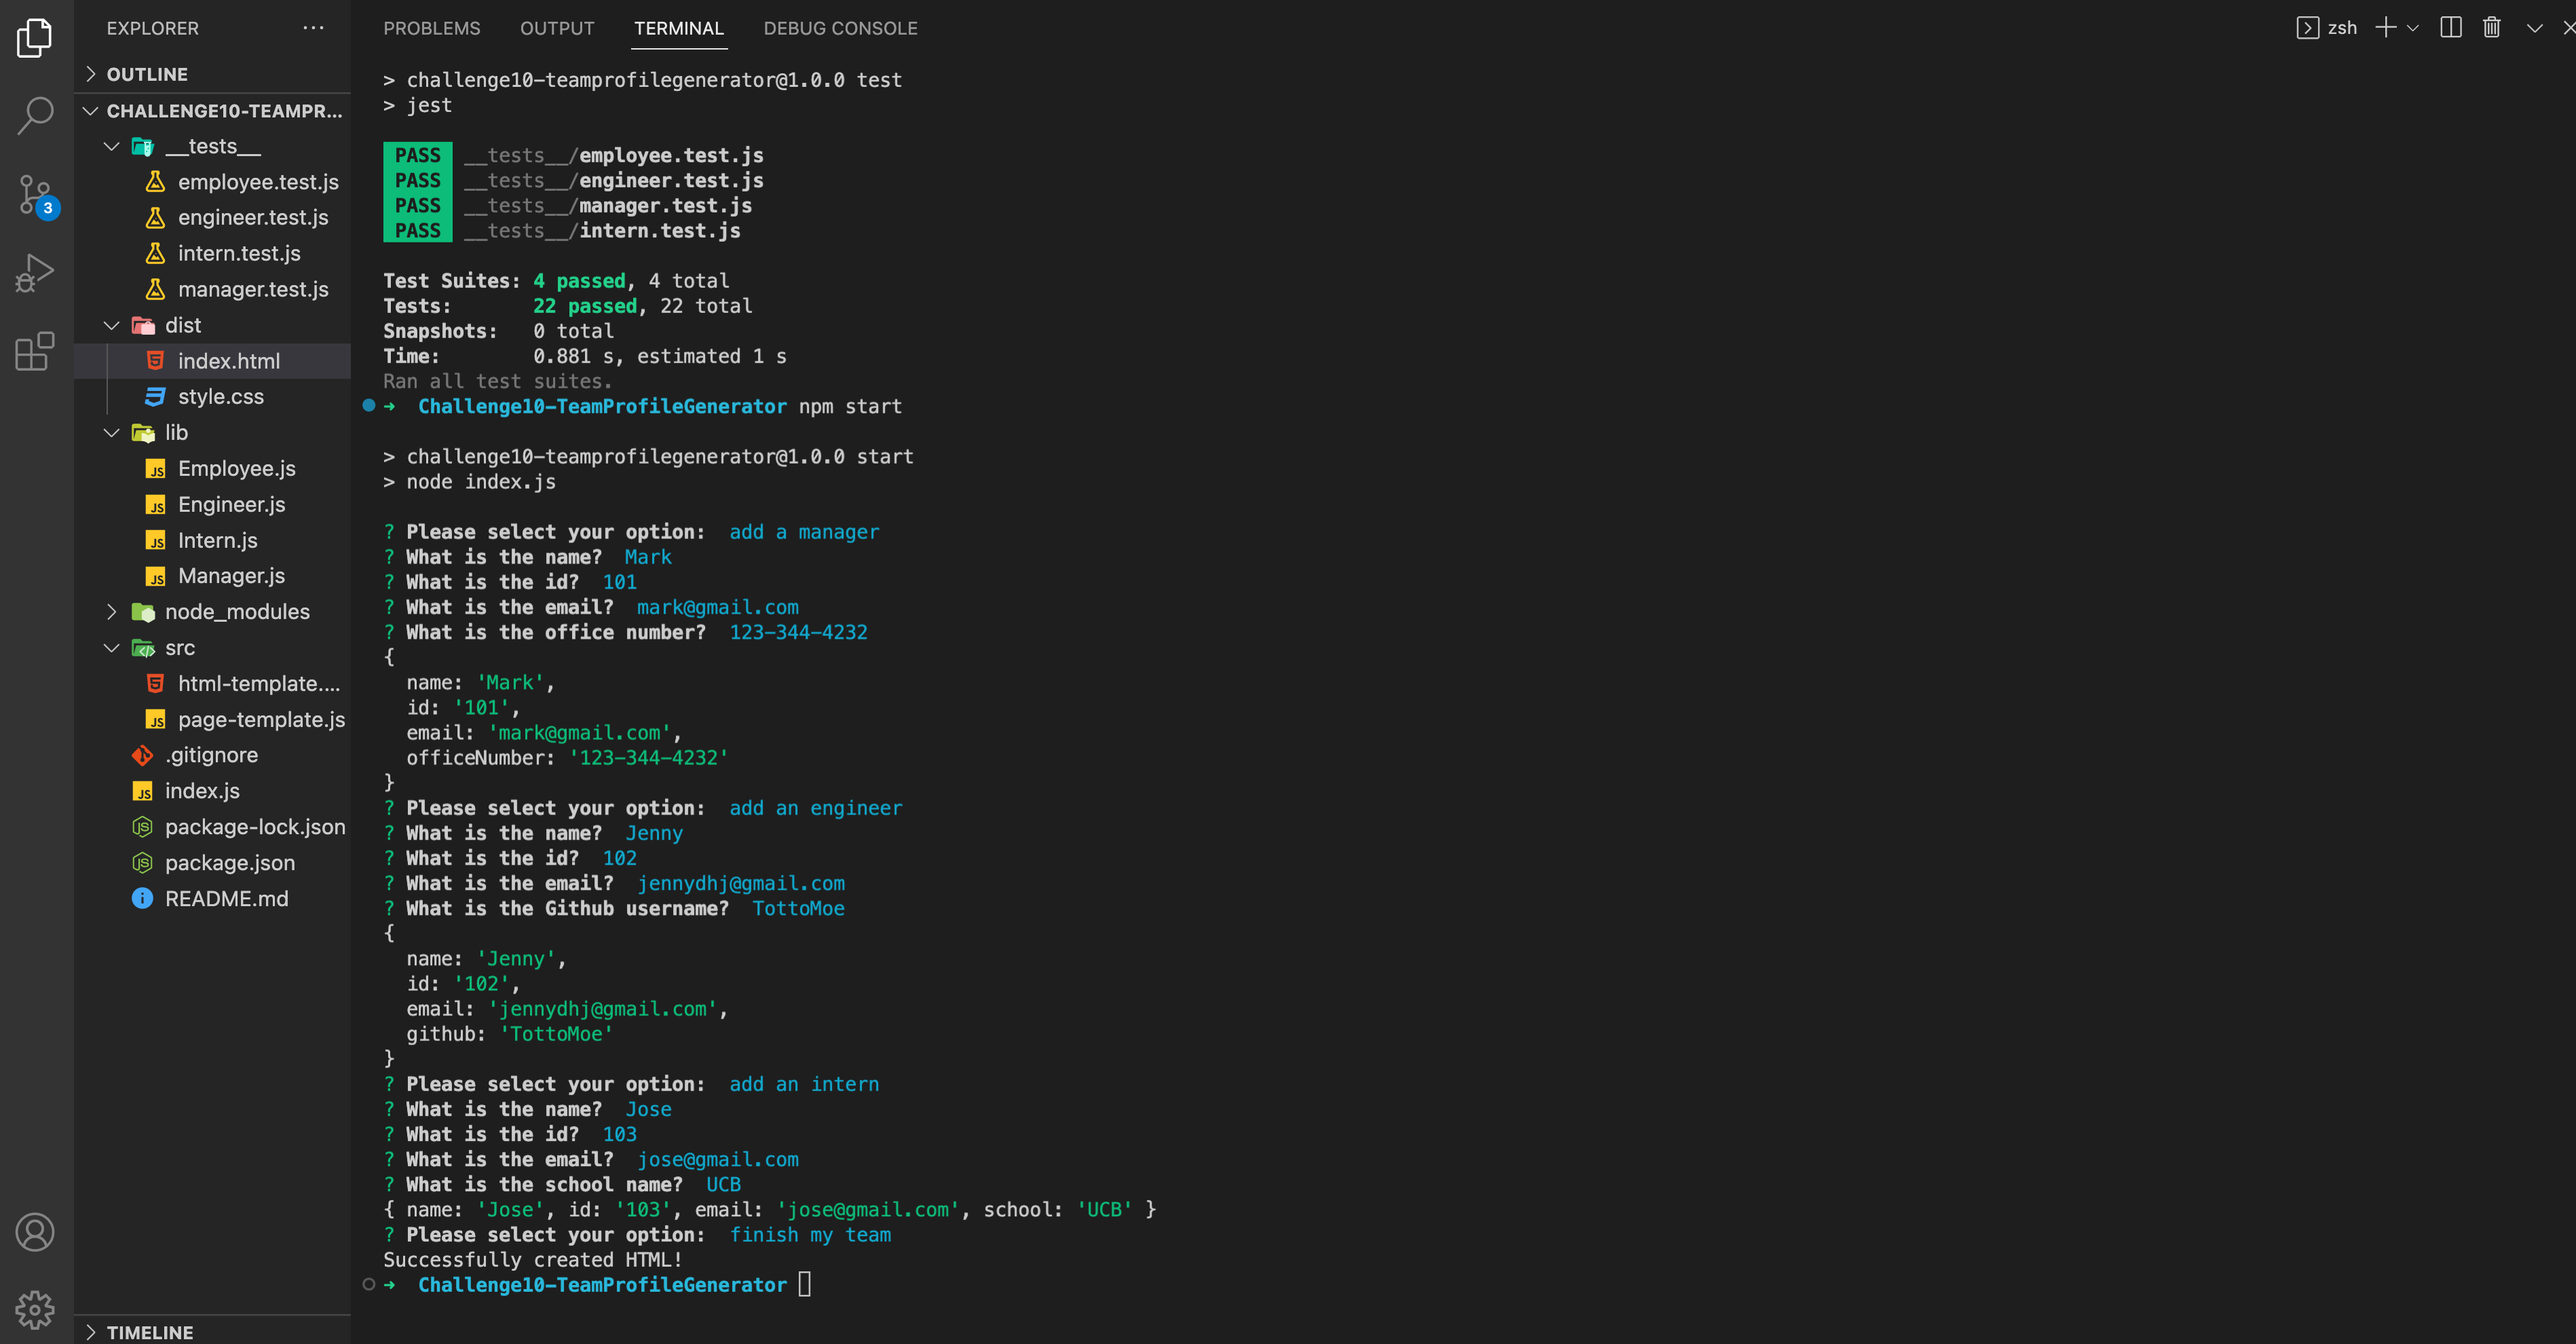 EXPLORER
OUTLINE
CHALLENGE10-TEAMPR...
__tests__
employee.test.js
engineer.test.js
intern.test.js
manager.test.js
dist
index.html
style.css
lib
Employee.js
Engineer.js
Intern.js
Manager.js
node_modules
src
html-template....
page-template.js
.gitignore
index.js
package-lock.json
package.json
README.md
TIMELINE
3
PROBLEMS OUTPUT TERMINAL DEBUG CONSOLE
zsh
> challenge10-teamprofilegenerator@1.0.0 test
> jest
PASS __tests__/employee.test.js
PASS __tests__/engineer.test.js
PASS __tests__/manager.test.js
PASS __tests__/intern.test.js
Test Suites: 4 passed, 4 total
Tests: 22 passed, 22 total
Snapshots: 0 total
Time: 0.881 s, estimated 1 s
Ran all test suites.
➜ Challenge10-TeamProfileGenerator npm start
> challenge10-teamprofilegenerator@1.0.0 start
> node index.js
? Please select your option: add a manager
? What is the name? Mark
? What is the id? 101
? What is the email? mark@gmail.com
? What is the office number? 123-344-4232
{
name: 'Mark',
id: '101',
email: 'mark@gmail.com',
officeNumber: '123-344-4232'
}
? Please select your option: add an engineer
? What is the name? Jenny
? What is the id? 102
? What is the email? jennydhj@gmail.com
? What is the Github username? TottoMoe
{
name: 'Jenny',
id: '102',
email: 'jennydhj@gmail.com',
github: 'TottoMoe'
}
? Please select your option: add an intern
? What is the name? Jose
? What is the id? 103
? What is the email? jose@gmail.com
? What is the school name? UCB
{ name: 'Jose', id: '103', email: 'jose@gmail.com', school: 'UCB' }
? Please select your option: finish my team
Successfully created HTML!
➜ Challenge10-TeamProfileGenerator